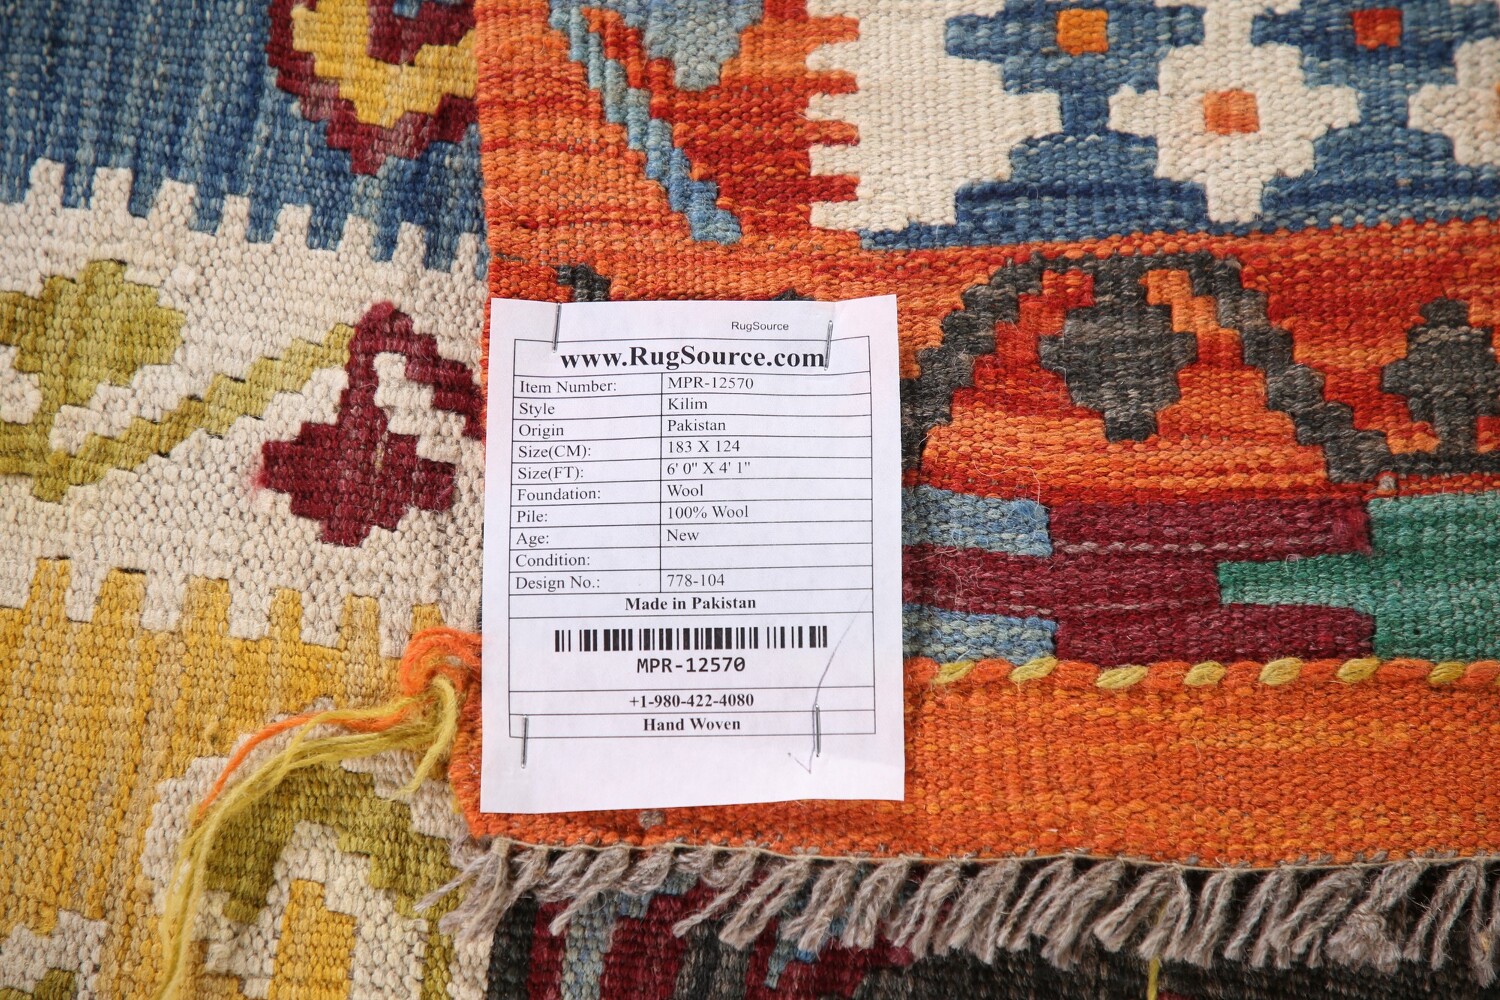 RugSource
www.RugSource.com
Item Number: MPR-12570
Style Kilim
Origin Pakistan
Size(CM): 183 X 124
Size(FT): 6' 0" X 4' 1"
Foundation: Wool
Pile: 100% Wool
Age: New
Condition:
Design No.: 778-104
Made in Pakistan
MPR-12570
+1-980-422-4080
Hand Woven